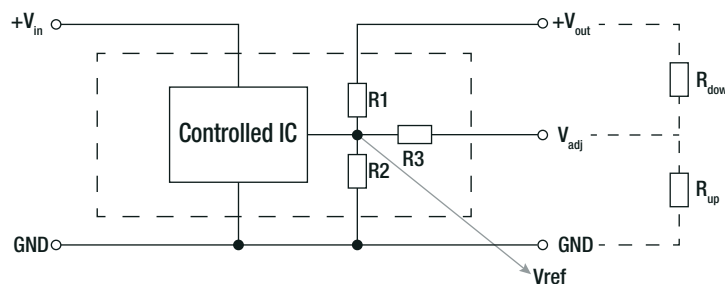 +Vin
+Vout
R1
Rdow
Controlled IC
Vadj
R3
R2
Rup
GND
GND
Vref